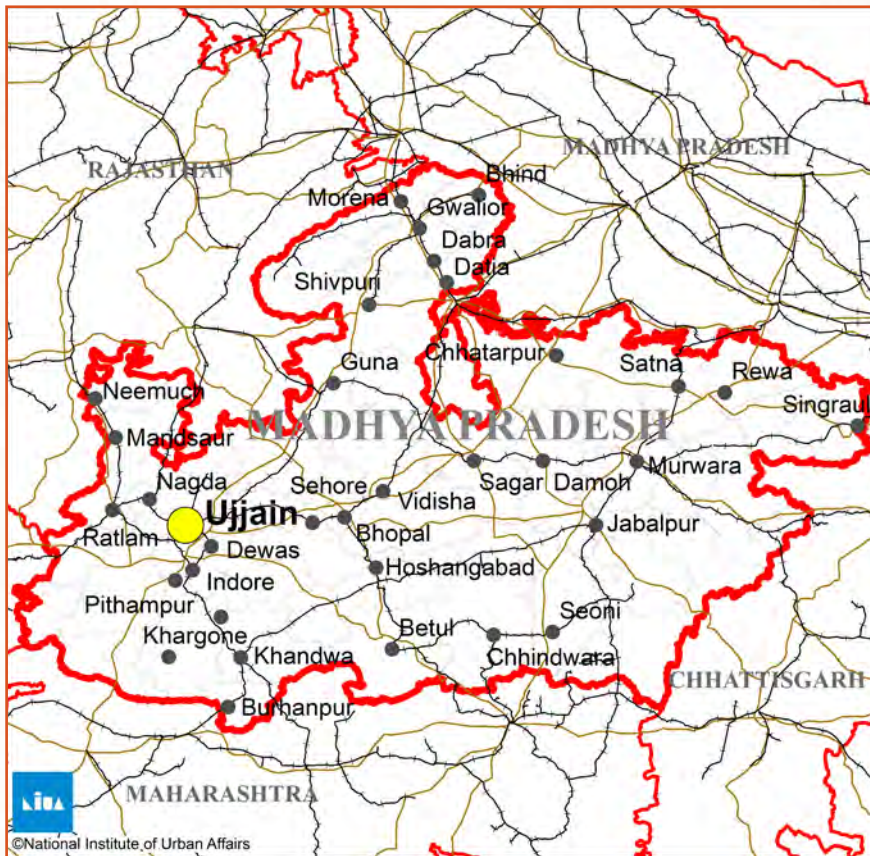 MADHYA PRADESH
RAJASTHAN
Bhind
Morena
Gwalior
Dabra
Datia
Shivpuri
Chhatarpur
Guna
Satna
Rewa
Neemuch
Singrauli
MADHYA PRADESH
Mandsaur
Nagda
Sehore
Vidisha
Sagar
Damoh
Murwara
Ujjain
Ratlam
Bhopal
Jabalpur
Dewas
Hoshangabad
Indore
Pithampur
Seoni
Khargone
Betul
Khandwa
Chhindwara
CHHATTISGARH
Burhanpur
MAHARASHTRA
NIUA
©National Institute of Urban Affairs